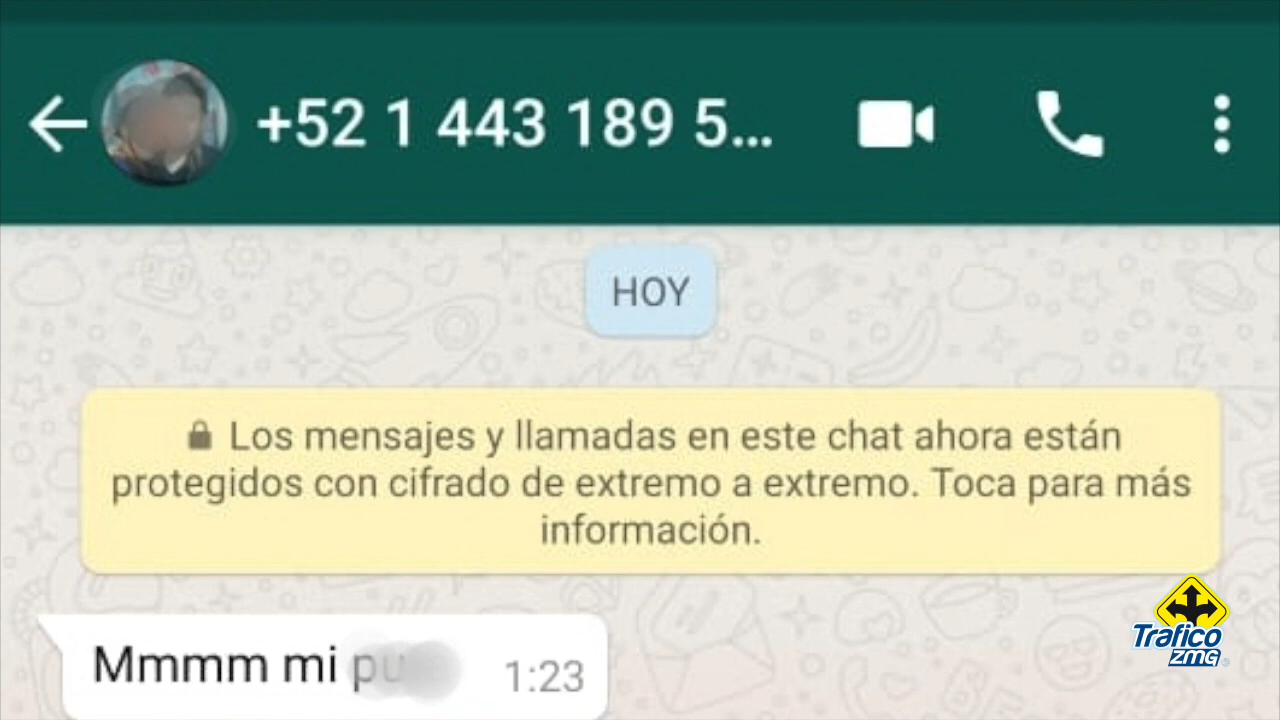 +52 1 443 189 5...
HOY
Los mensajes y llamadas en este chat ahora están
protegidos con cifrado de extremo a extremo. Toca para más
información.
Mmmm mi
1:23
Trafico
ZMG